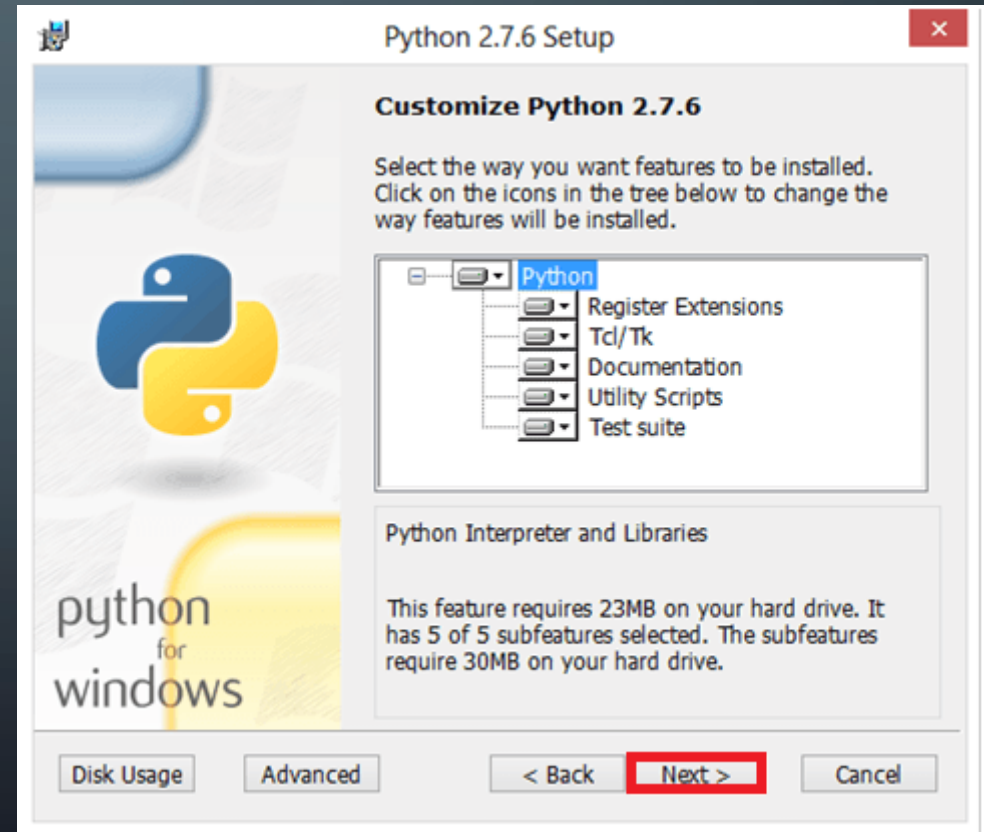 Python 2.7.6 Setup
Customize Python 2.7.6
Select the way you want features to be installed.
Click on the icons in the tree below to change the
way features will be installed.
Python
Register Extensions
Tcl/Tk
Documentation
Utility Scripts
Test suite
Python Interpreter and Libraries
This feature requires 23MB on your hard drive. It
has 5 of 5 subfeatures selected. The subfeatures
require 30MB on your hard drive.
python
for
windows
Disk Usage Advanced < Back Next > Cancel